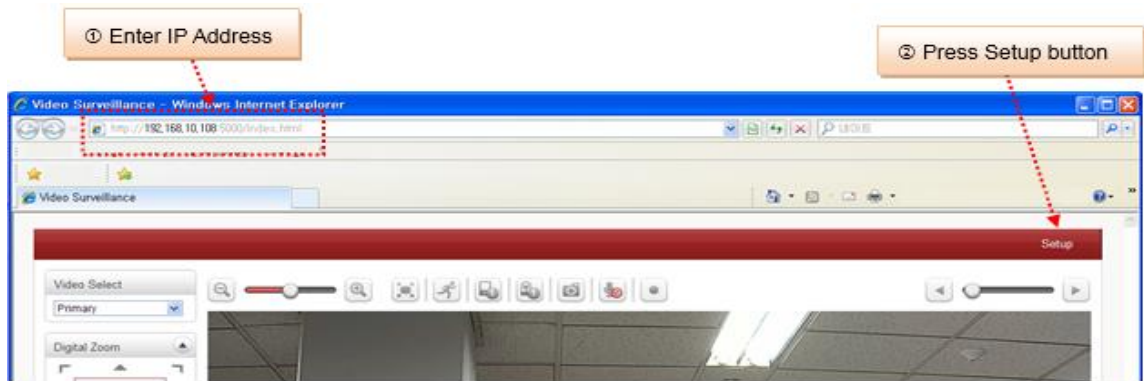 ① Enter IP Address
② Press Setup button
Video Surveillance - Windows Internet Explorer
http://192,168,10,108:5000/index.html
Video Surveillance
Setup
Video Select
Primary
Digital Zoom